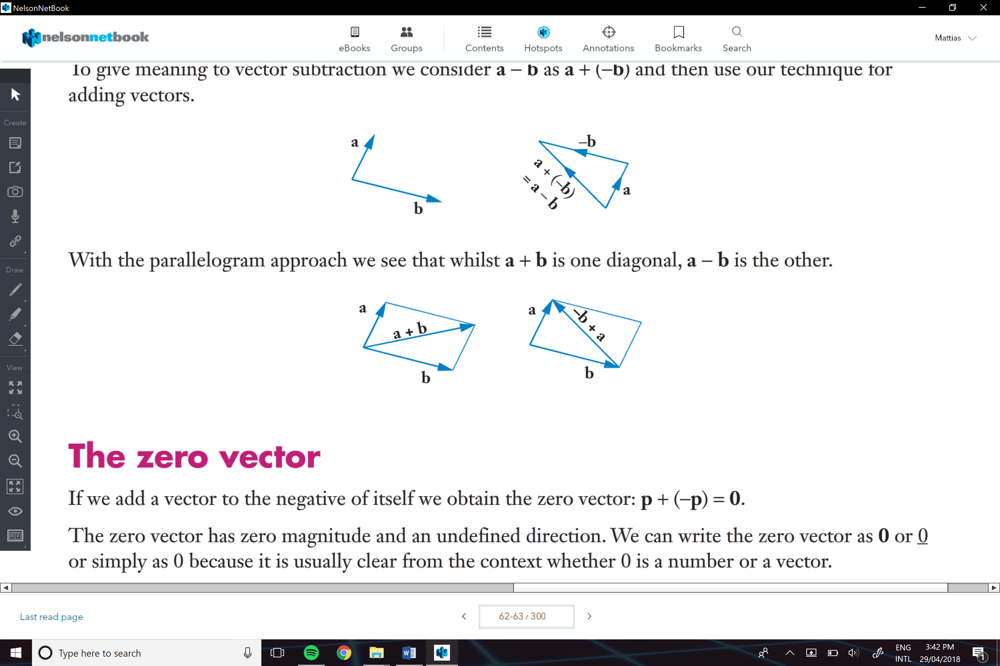 NelsonNetBook
nelsonnetbook
eBooks
Groups
Contents
Hotspots
Annotations
Bookmarks
Search
Mattias
To give meaning to vector subtraction we consider a − b as a + (−b) and then use our technique for
adding vectors.
Create
Draw
View
a
b
–b
a + (–b)
= a – b
a
With the parallelogram approach we see that whilst a + b is one diagonal, a − b is the other.
a
a + b
b
a
–b + a
b
The zero vector
If we add a vector to the negative of itself we obtain the zero vector: p + (−p) = 0.
The zero vector has zero magnitude and an undefined direction. We can write the zero vector as 0 or 0
or simply as 0 because it is usually clear from the context whether 0 is a number or a vector.
Last read page
62-63 / 300
Type here to search
ENG
INTL
3:42 PM
29/04/2018
1